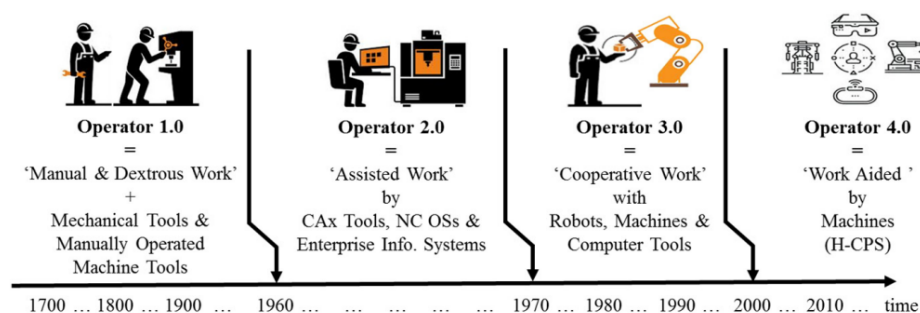 Operator 1.0
=
‘Manual & Dextrous Work’
+
Mechanical Tools &
Manually Operated
Machine Tools
Operator 2.0
=
‘Assisted Work’
by
CAx Tools, NC OSs &
Enterprise Info. Systems
Operator 3.0
=
‘Cooperative Work’
with
Robots, Machines &
Computer Tools
Operator 4.0
=
‘Work Aided ’
by
Machines
(H-CPS)
1700 … 1800 … 1900 … … 1960 … … … … … 1970 … 1980 … 1990 … 2000 … 2010 … time